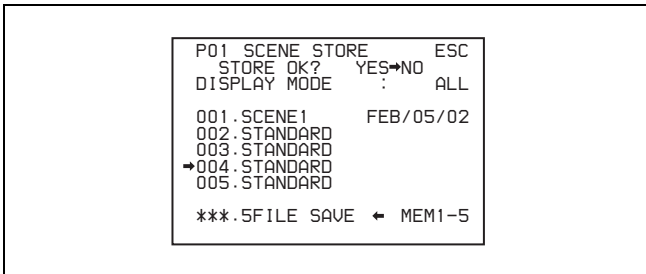 P01 SCENE STORE ESC
STORE OK? YES➡NO
DISPLAY MODE : ALL
001.SCENE1 FEB/05/02
002.STANDARD
003.STANDARD
➡004.STANDARD
005.STANDARD
***.5FILE SAVE ← MEM1-5